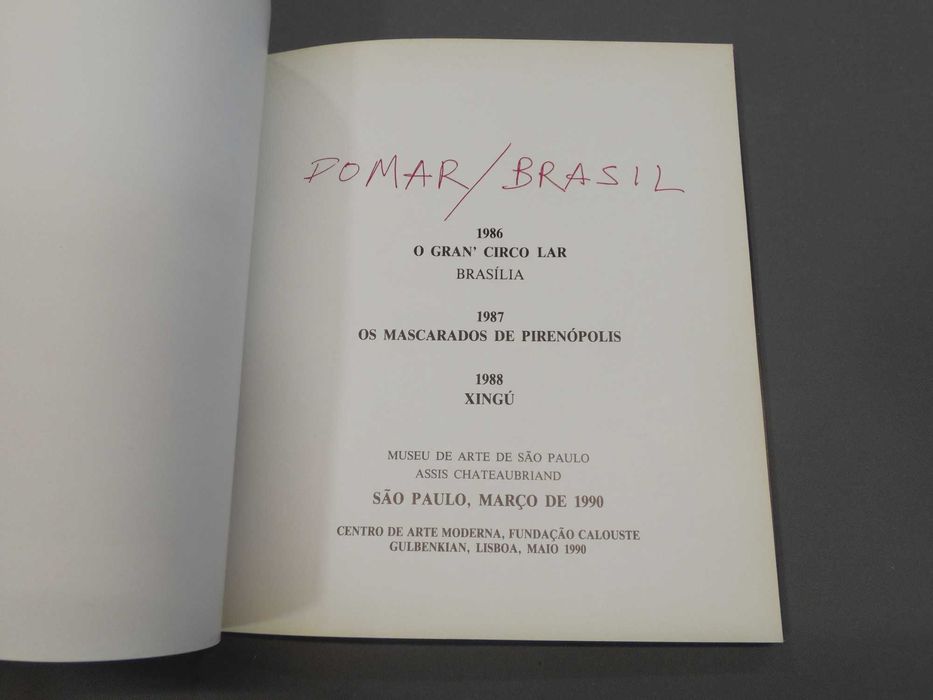 POMAR/BRASIL
1986
O GRAN' CIRCO LAR
BRASÍLIA
1987
OS MASCARADOS DE PIRENÓPOLIS
1988
XINGÚ
MUSEU DE ARTE DE SÃO PAULO
ASSIS CHATEAUBRIAND
SÃO PAULO, MARÇO DE 1990
CENTRO DE ARTE MODERNA, FUNDAÇÃO CALOUSTE
GULBENKIAN, LISBOA, MAIO 1990